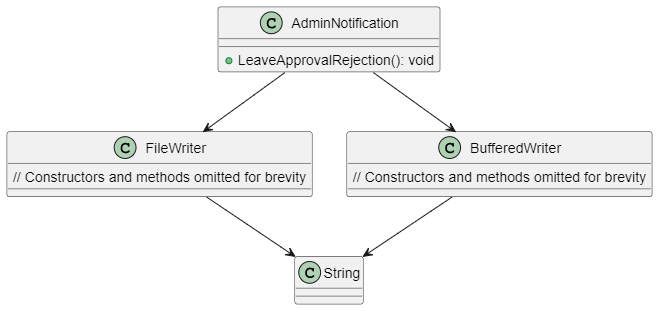 C AdminNotification
LeaveApprovalRejection(): void
C FileWriter
// Constructors and methods omitted for brevity
C BufferedWriter
// Constructors and methods omitted for brevity
C String